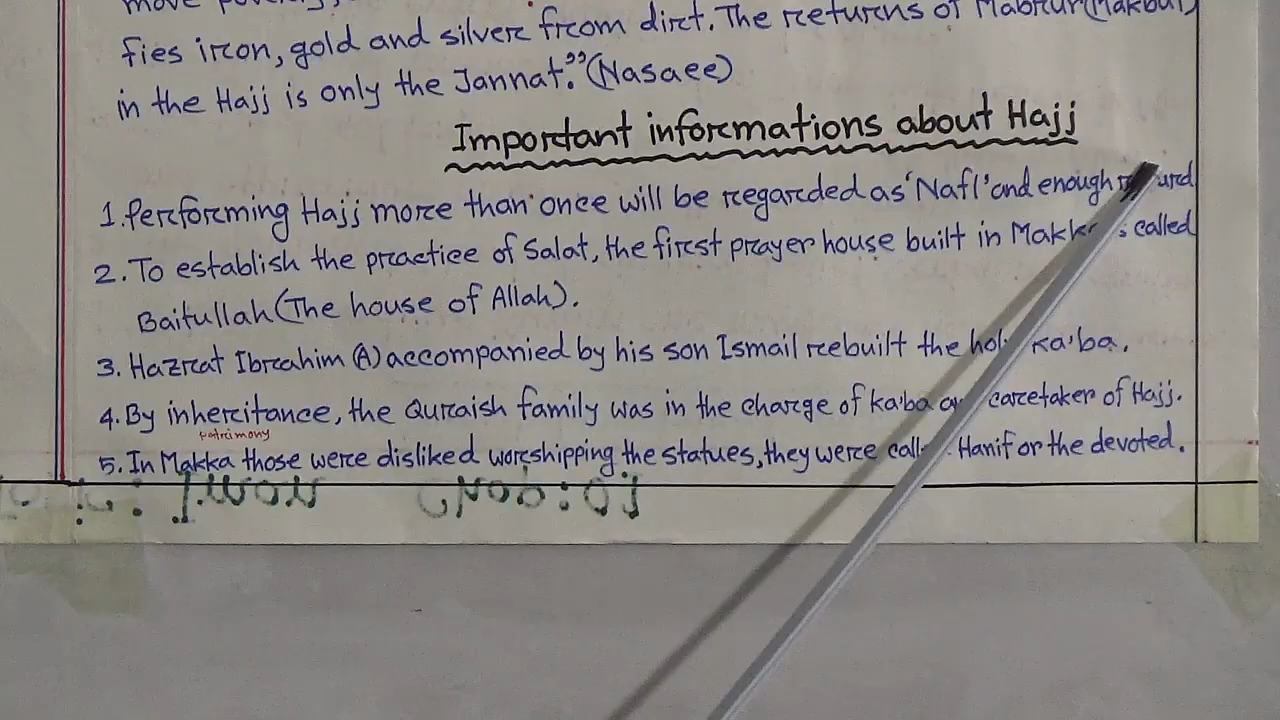 fies iron, gold and silver from dirt. The returns of Mabrur(Makbul)
in the Hajj is only the Jannat.”(Nasaee)
Important informations about Hajj
1. Performing Hajj more than once will be regarded as ‘Nafl’ and enough
2. To establish the practice of Salat, the first prayer house built in called
Baitullah (The house of Allah).
3. Hazrat Ibrahim (A) accompanied by his son Ismail rebuilt the ka'ba.
4. By inheritance, the Quraish family was in the charge of ka'ba caretaker of Hajj.
patrimony
5. In Makka those were disliked worshipping the statues, they were Hanif or the devoted.